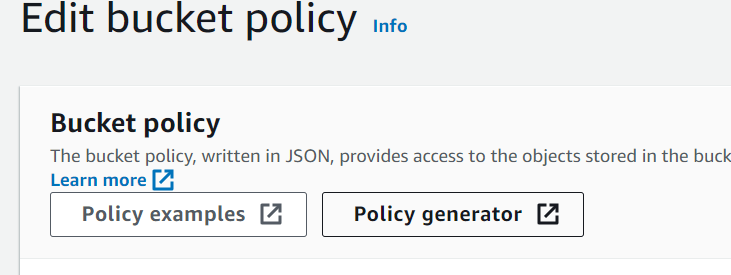 Edit bucket policy Info
Bucket policy
The bucket policy, written in JSON, provides access to the objects stored in the
Learn more
Policy examples Policy generator